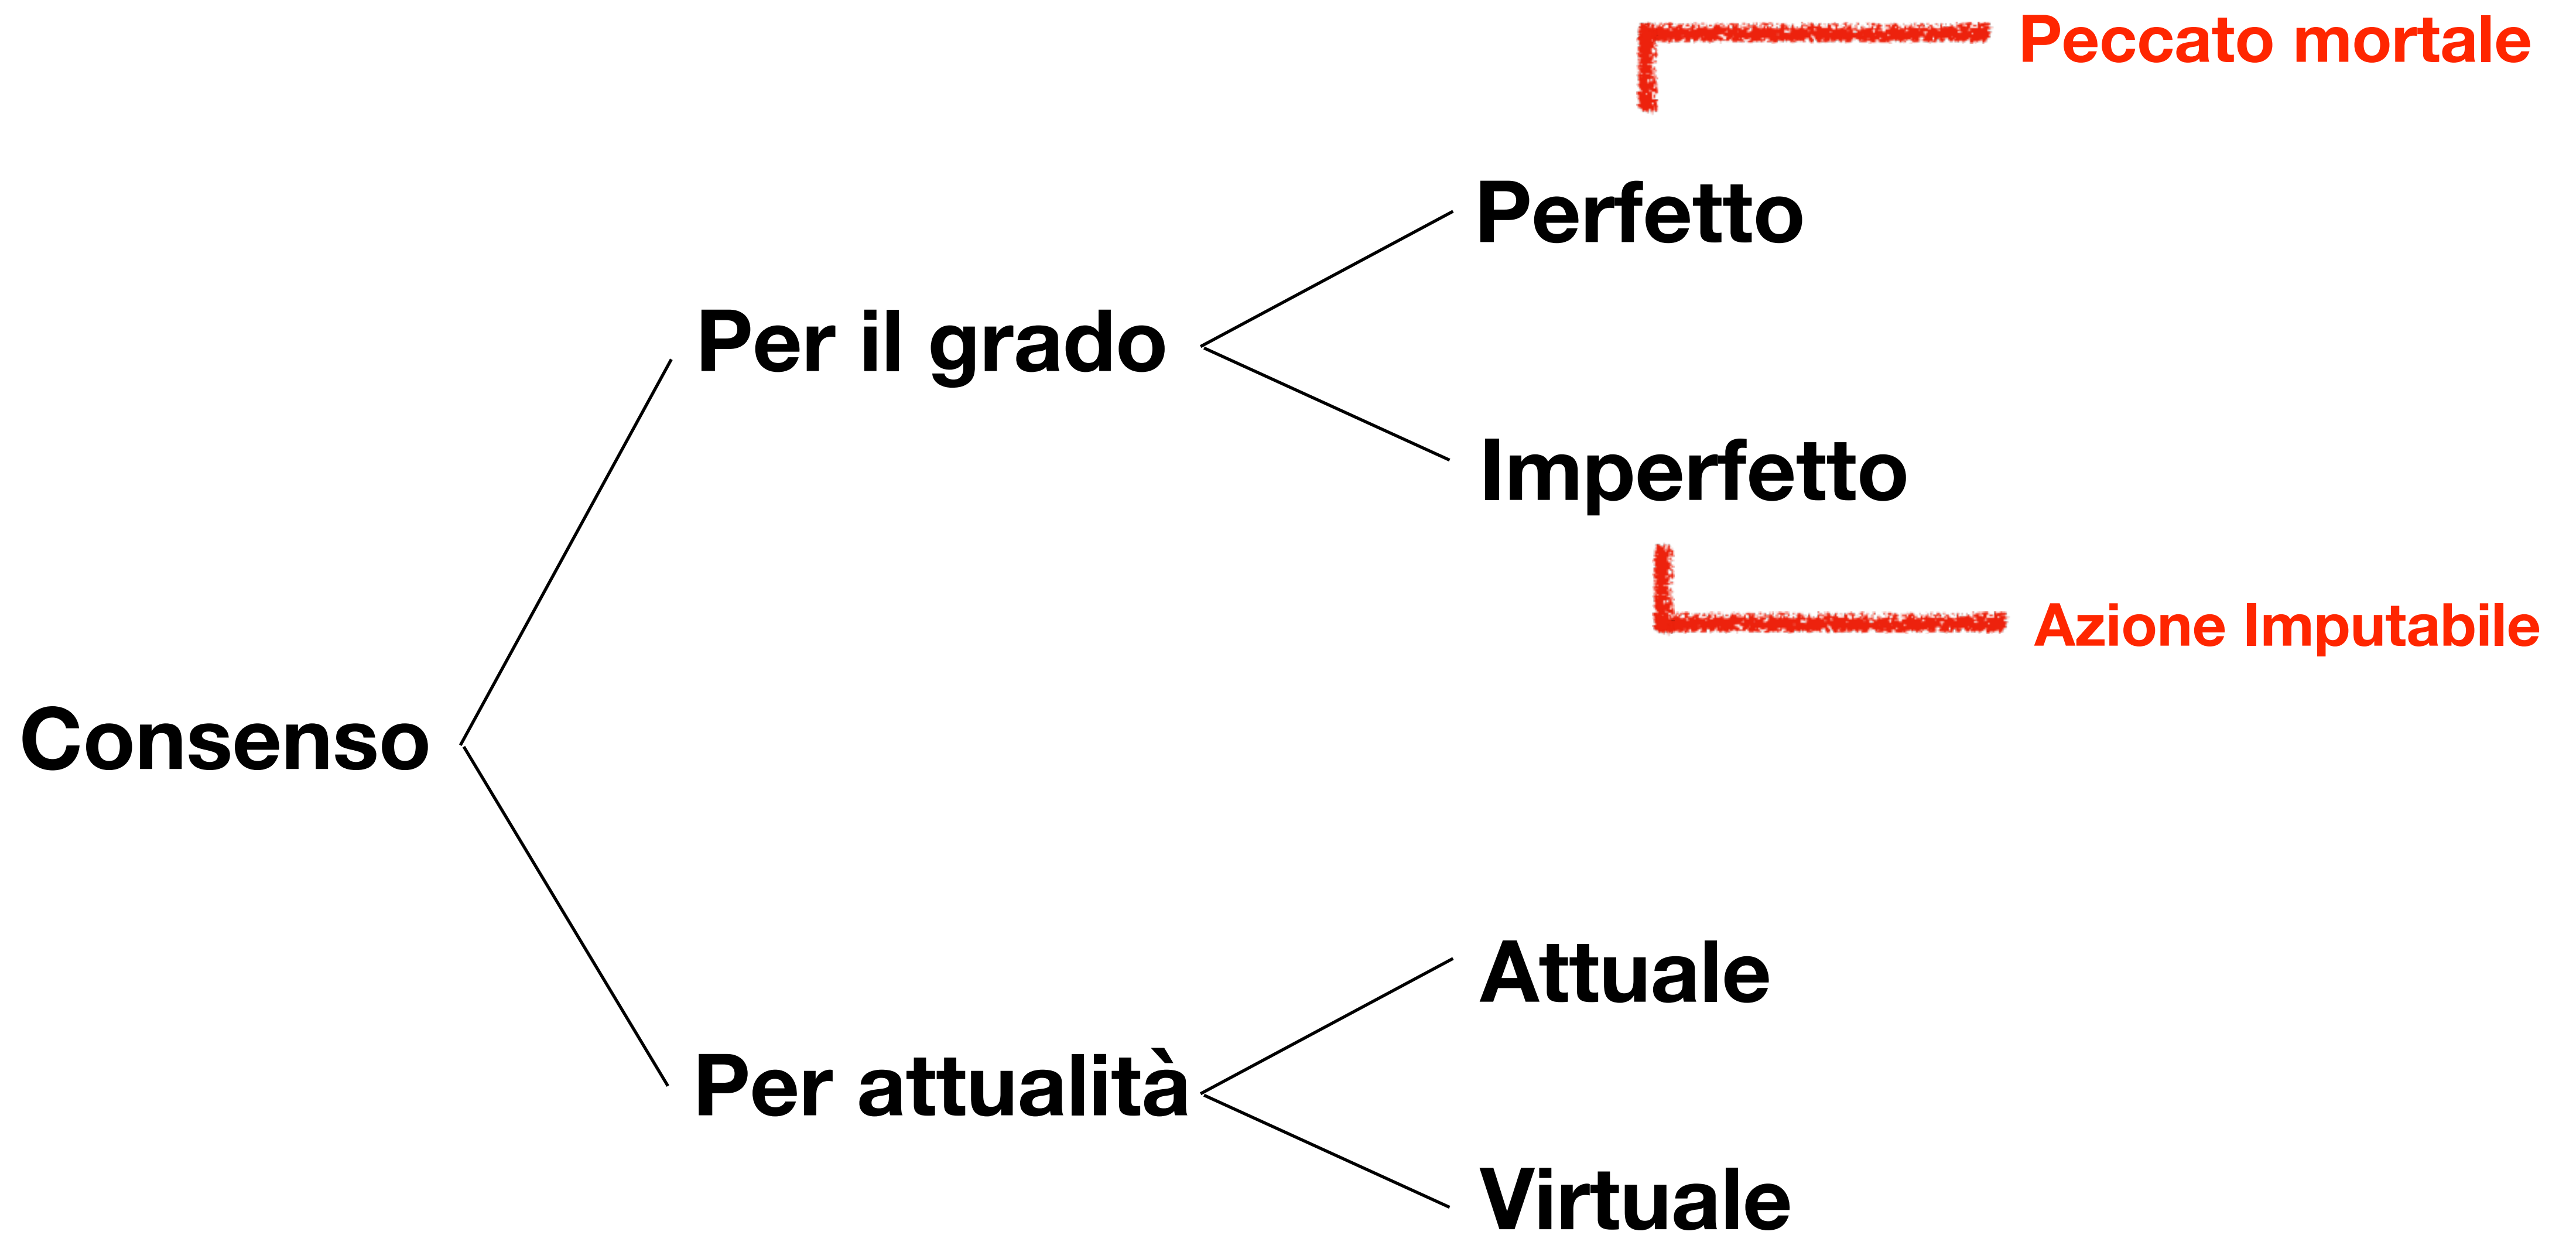 Peccato mortale
Perfetto
Per il grado
Imperfetto
Azione Imputabile
Consenso
Attuale
Per attualità
Virtuale